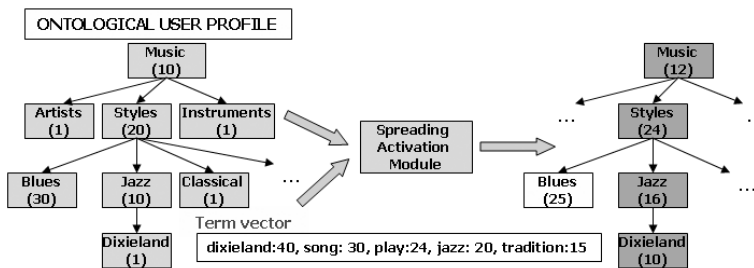 ONTOLOGICAL USER PROFILE
Music
(10)
Artists
(1)
Styles
(20)
Instruments
(1)
Blues
(30)
Jazz
(10)
Classical
(1)
...
Dixieland
(1)
Term vector
dixieland:40, song: 30, play:24, jazz: 20, tradition:15
Spreading
Activation
Module
Music
(12)
...
Styles
(24)
...
Blues
(25)
Jazz
(16)
...
Dixieland
(10)